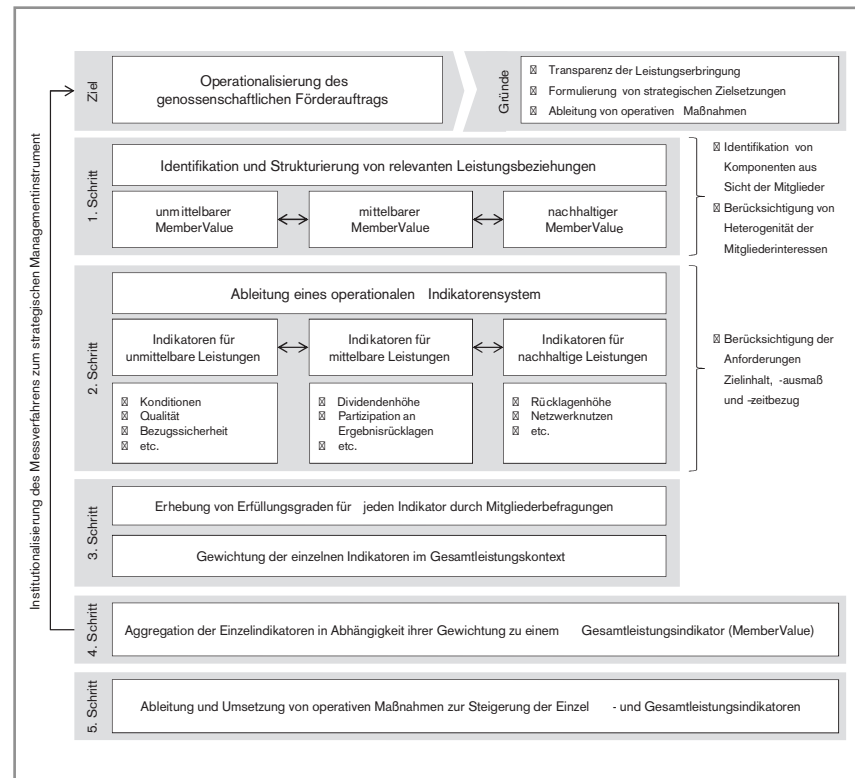 Institutionalisierung des Messverfahrens zum strategischen Managementinstrument
Ziel
Operationalisierung des
genossenschaftlichen Förderauftrags
Gründe
Transparenz der Leistungserbringung
Formulierung von strategischen Zielsetzungen
Ableitung von operativen Maßnahmen
1. Schritt
Identifikation und Strukturierung von relevanten Leistungsbeziehungen
unmittelbarer
MemberValue
mittelbarer
MemberValue
nachhaltiger
MemberValue
Identifikation von
Komponenten aus
Sicht der Mitglieder
Berücksichtigung von
Heterogenität der
Mitgliederinteressen
2. Schritt
Ableitung eines operationalen Indikatorensystem
Indikatoren für
unmittelbare Leistungen
Indikatoren für
mittelbare Leistungen
Indikatoren für
nachhaltige Leistungen
Konditionen
Qualität
Bezugssicherheit
etc.
Dividendenhöhe
Partizipation an
Ergebnisrücklagen
etc.
Rücklagenhöhe
Netzwerknutzen
etc.
Berücksichtigung der
Anforderungen
Zielinhalt, -ausmaß
und -zeitbezug
3. Schritt
Erhebung von Erfüllungsgraden für jeden Indikator durch Mitgliederbefragungen
Gewichtung der einzelnen Indikatoren im Gesamtleistungskontext
4. Schritt
Aggregation der Einzelindikatoren in Abhängigkeit ihrer Gewichtung zu einem Gesamtleistungsindikator (MemberValue)
5. Schritt
Ableitung und Umsetzung von operativen Maßnahmen zur Steigerung der Einzel - und Gesamtleistungsindikatoren